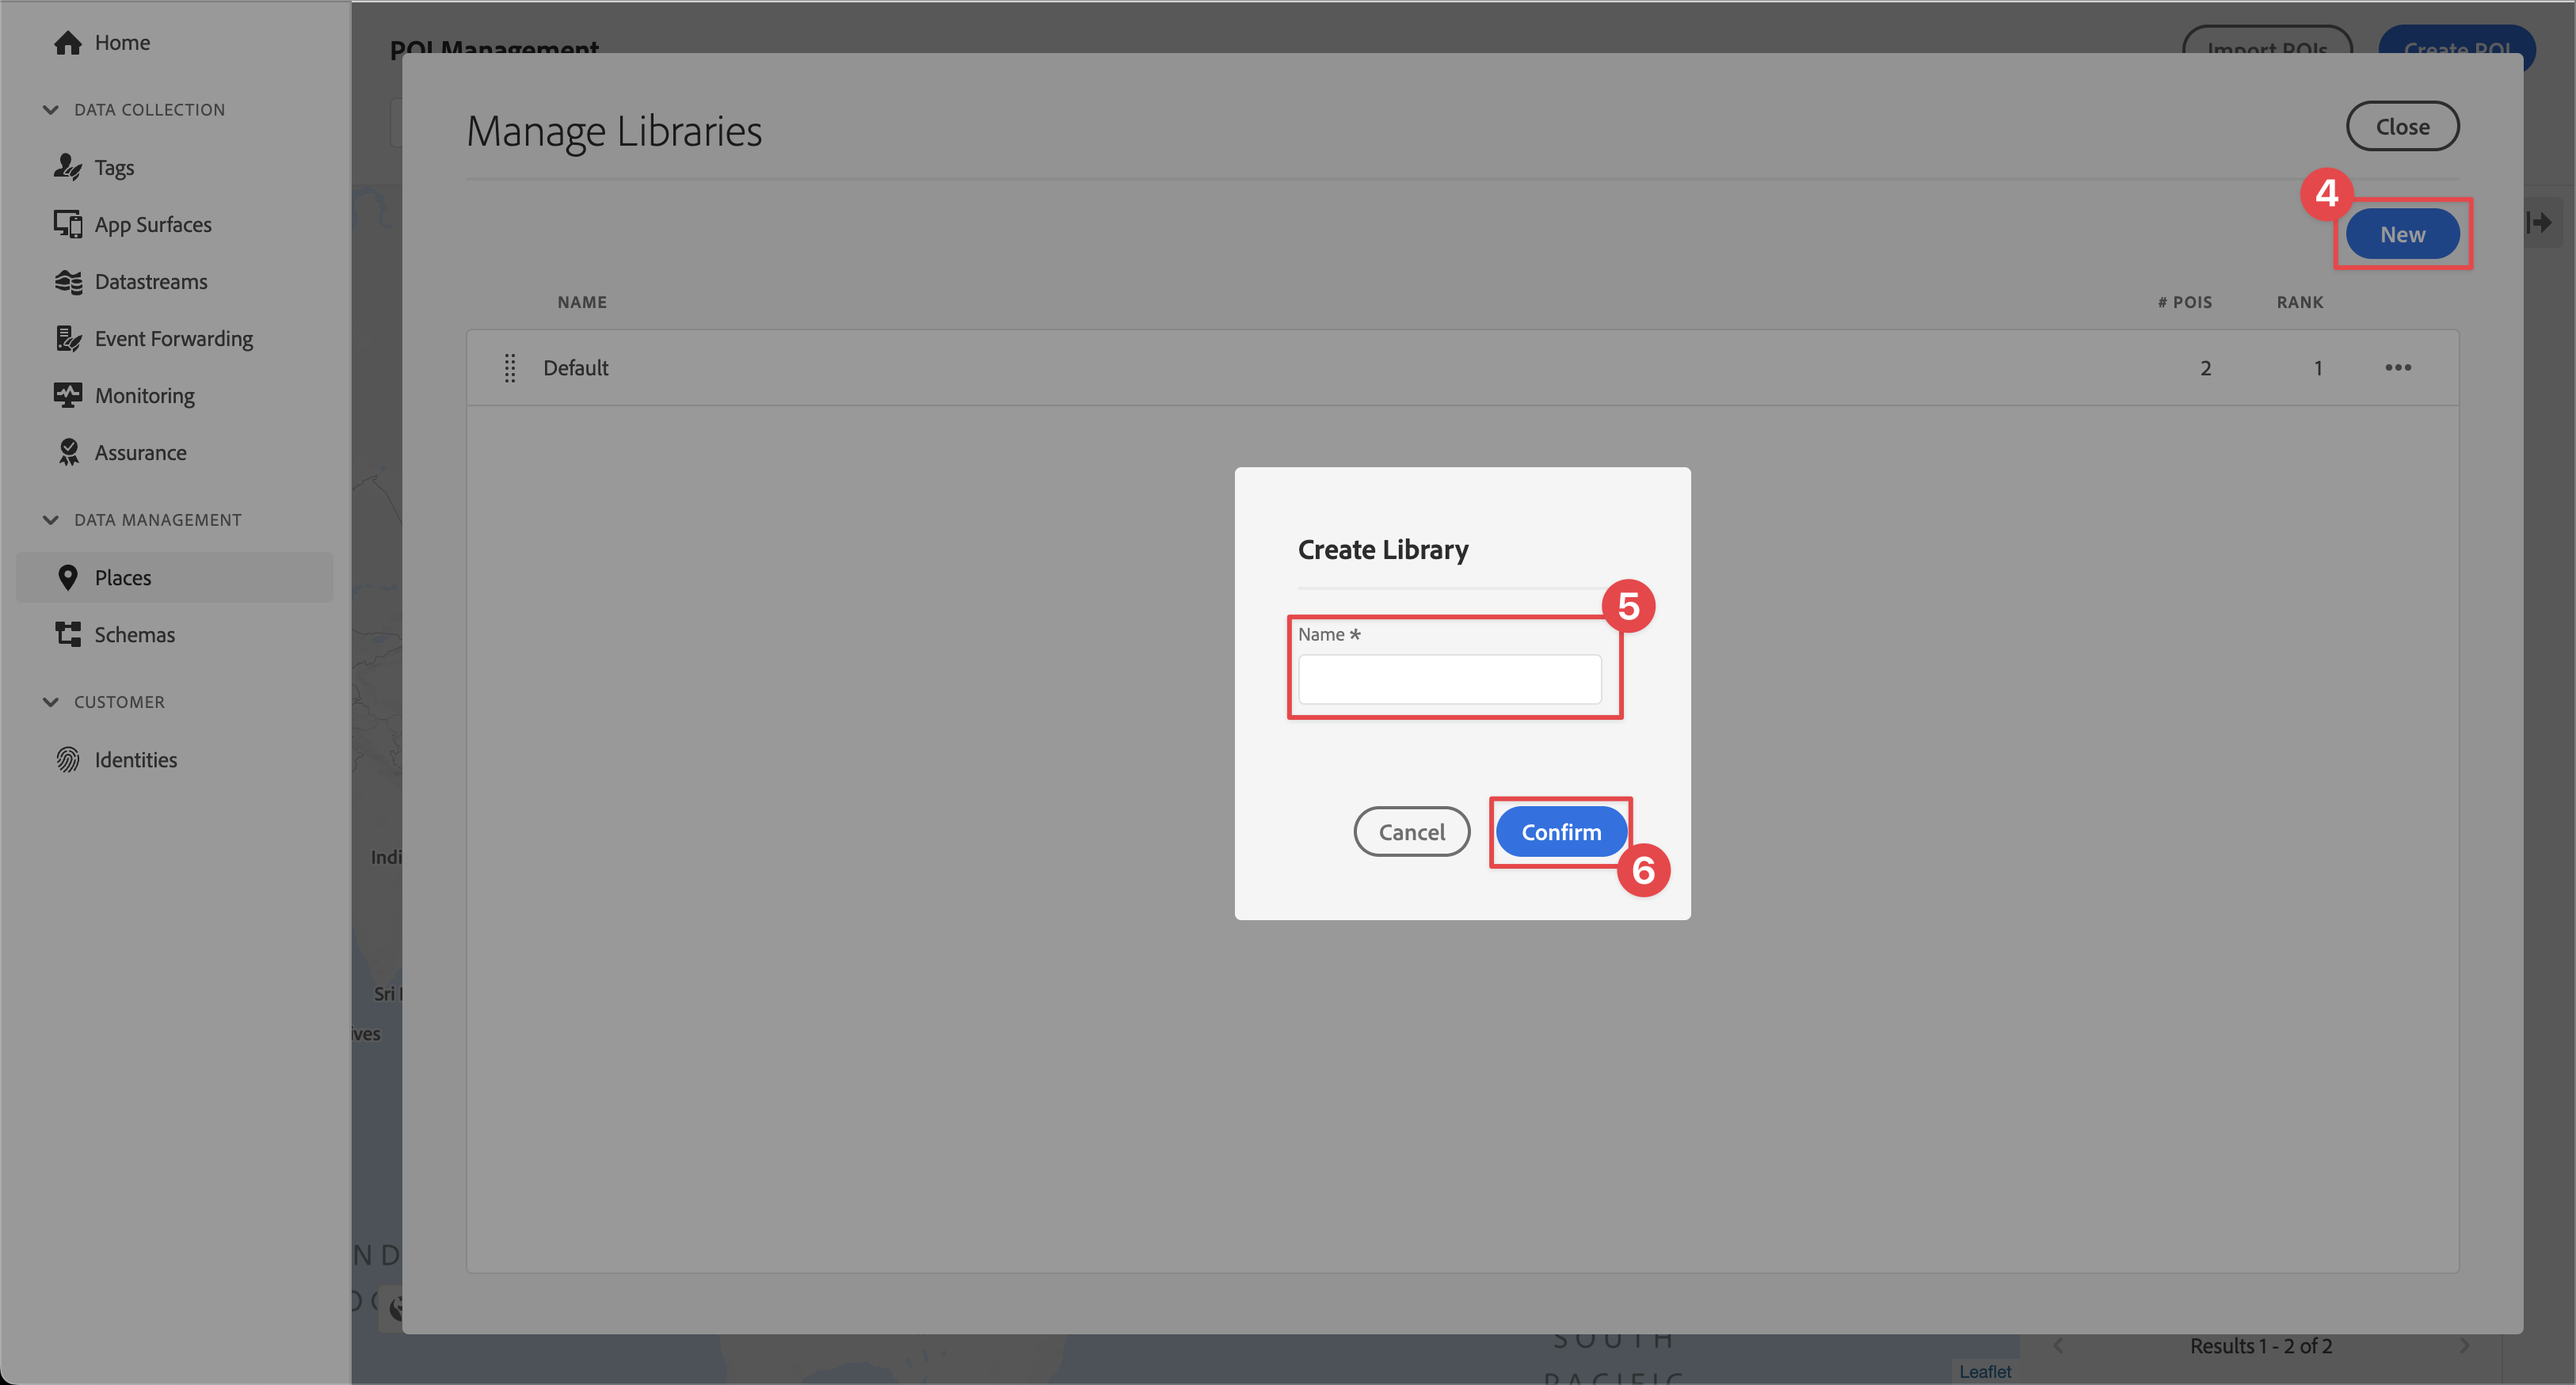 Home
DATA COLLECTION
Tags
App Surfaces
Datastreams
Event Forwarding
Monitoring
Assurance
DATA MANAGEMENT
Places
Schemas
CUSTOMER
Identities
POI Management
Import POIs
Create POI
Manage Libraries
Close
4
New
NAME # POIS RANK
Default 2 1
Create Library
5
Name *
Cancel
Confirm
6
Indi
Sri
ives
SOUTH
PACIFIC
Leaflet
Results 1 - 2 of 2